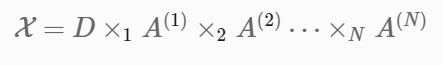 𝒳 = D ×₁ A⁽¹⁾ ×₂ A⁽²⁾ ⋯ ×_N A⁽ᴺ⁾